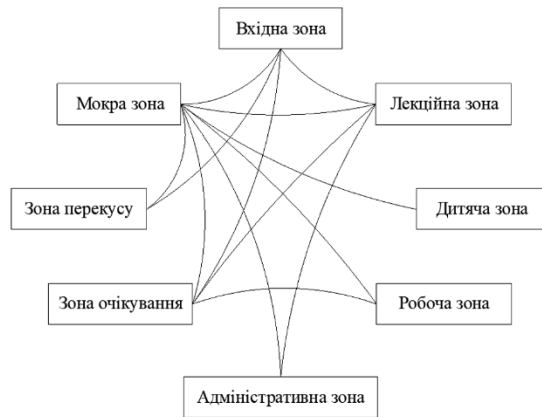 Вхідна зона
Мокра зона
Лекційна зона
Зона перекусу
Дитяча зона
Зона очікування
Робоча зона
Адміністративна зона